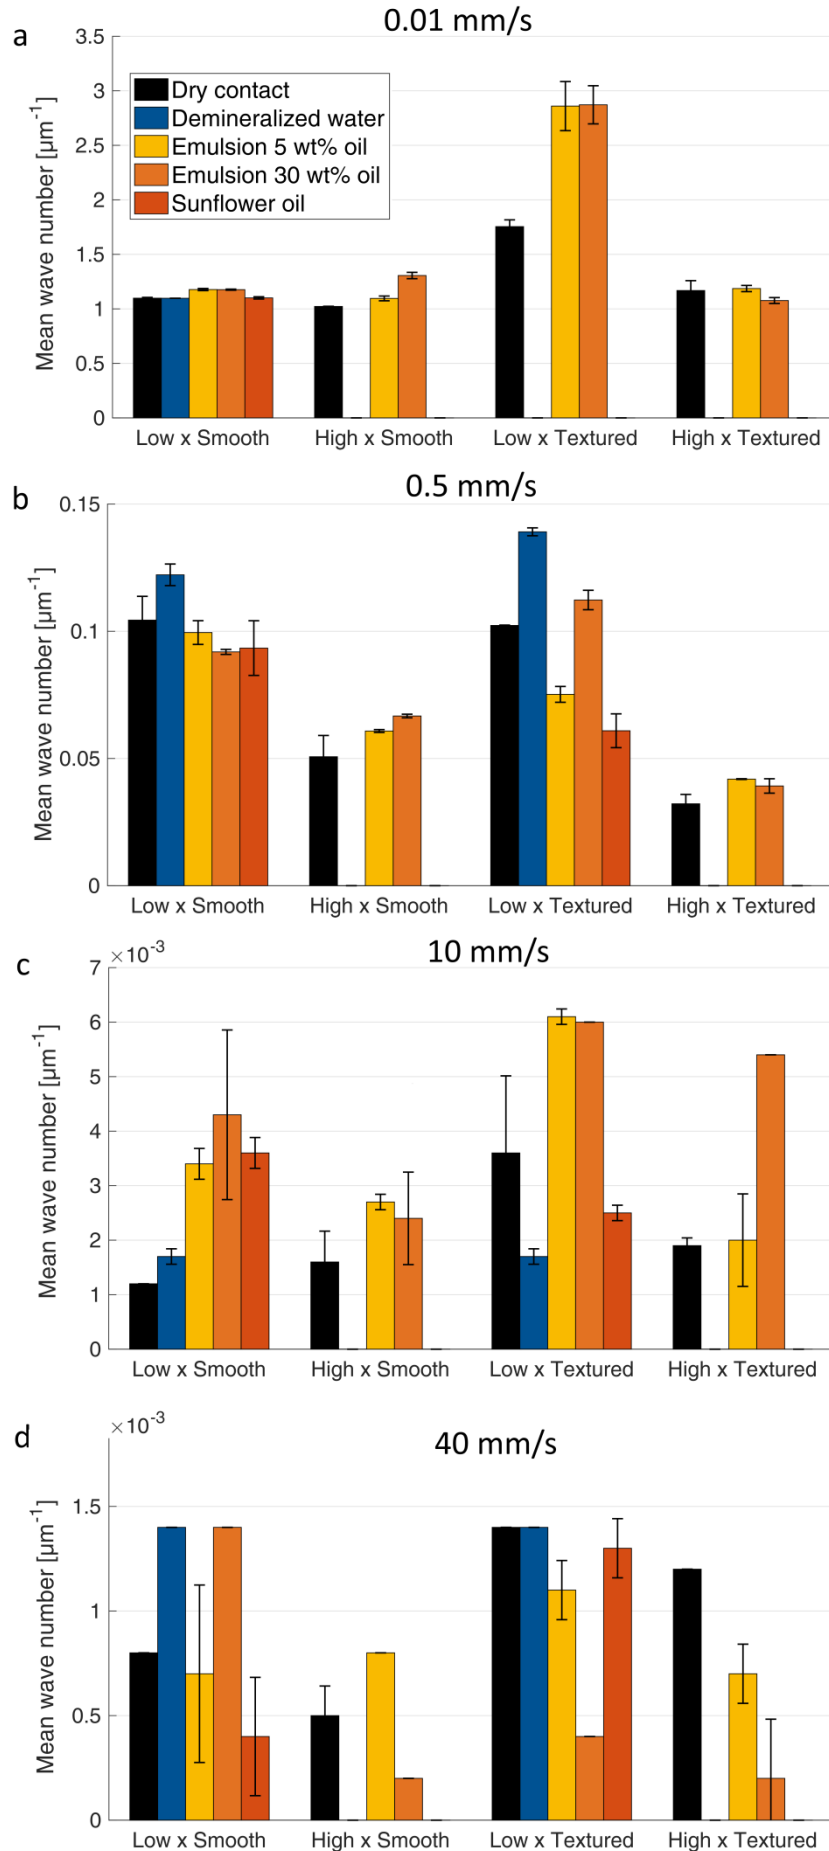 a
0.01 mm/s
3.5
3
2.5
2
1.5
1
0.5
0
Mean wave number [µm⁻¹]
Dry contact
Demineralized water
Emulsion 5 wt% oil
Emulsion 30 wt% oil
Sunflower oil
Low x Smooth
High x Smooth
Low x Textured
High x Textured
b
0.5 mm/s
0.15
0.1
0.05
0
Mean wave number [µm⁻¹]
Low x Smooth
High x Smooth
Low x Textured
High x Textured
c
×10⁻³
10 mm/s
7
6
5
4
3
2
1
0
Mean wave number [µm⁻¹]
Low x Smooth
High x Smooth
Low x Textured
High x Textured
d
×10⁻³
40 mm/s
1.5
1
0.5
0
Mean wave number [µm⁻¹]
Low x Smooth
High x Smooth
Low x Textured
High x Textured